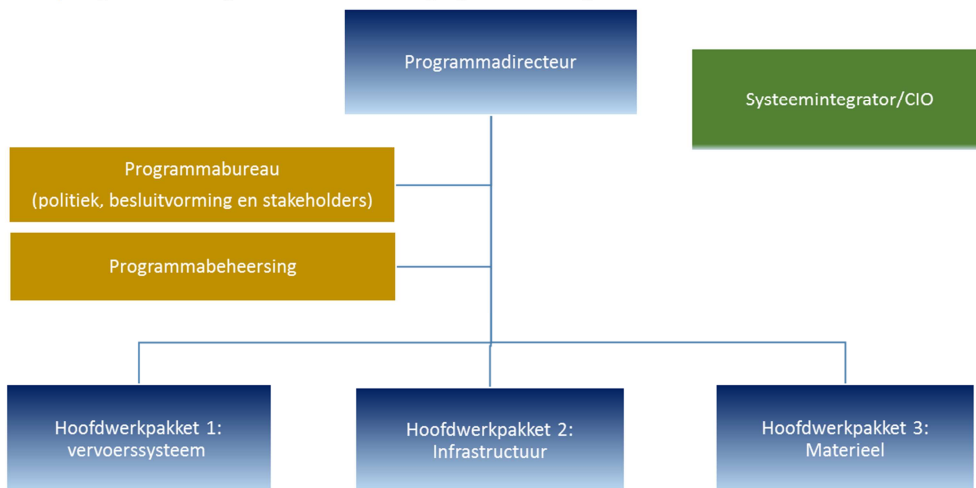 Programmadirecteur
Systeemintegrator/CIO
Programmabureau
(politiek, besluitvorming en stakeholders)
Programmabeheersing
Hoofdwerkpakket 1:
vervoerssysteem
Hoofdwerkpakket 2:
Infrastructuur
Hoofdwerkpakket 3:
Materieel